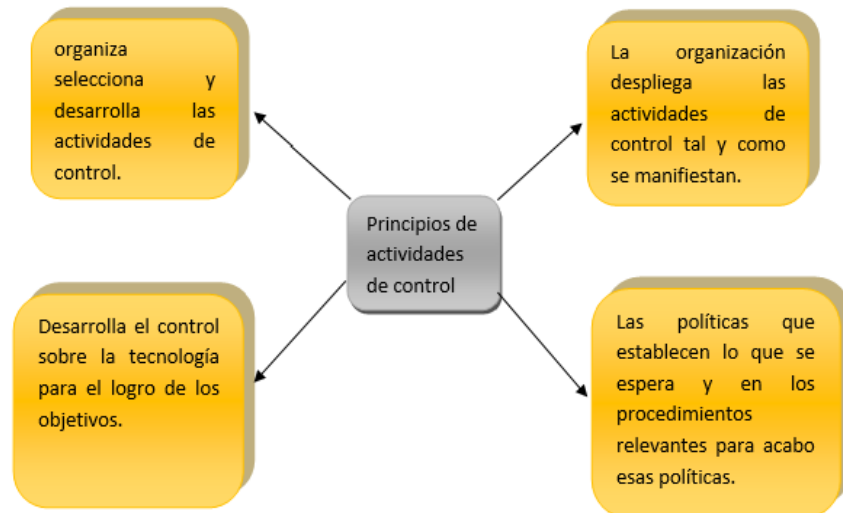 organiza
selecciona y
desarrolla las
actividades de
control.
La organización
despliega las
actividades de
control tal y como
se manifiestan.
Principios de
actividades
de control
Desarrolla el control
sobre la tecnología
para el logro de los
objetivos.
Las políticas que
establecen lo que se
espera y en los
procedimientos
relevantes para acabo
esas políticas.